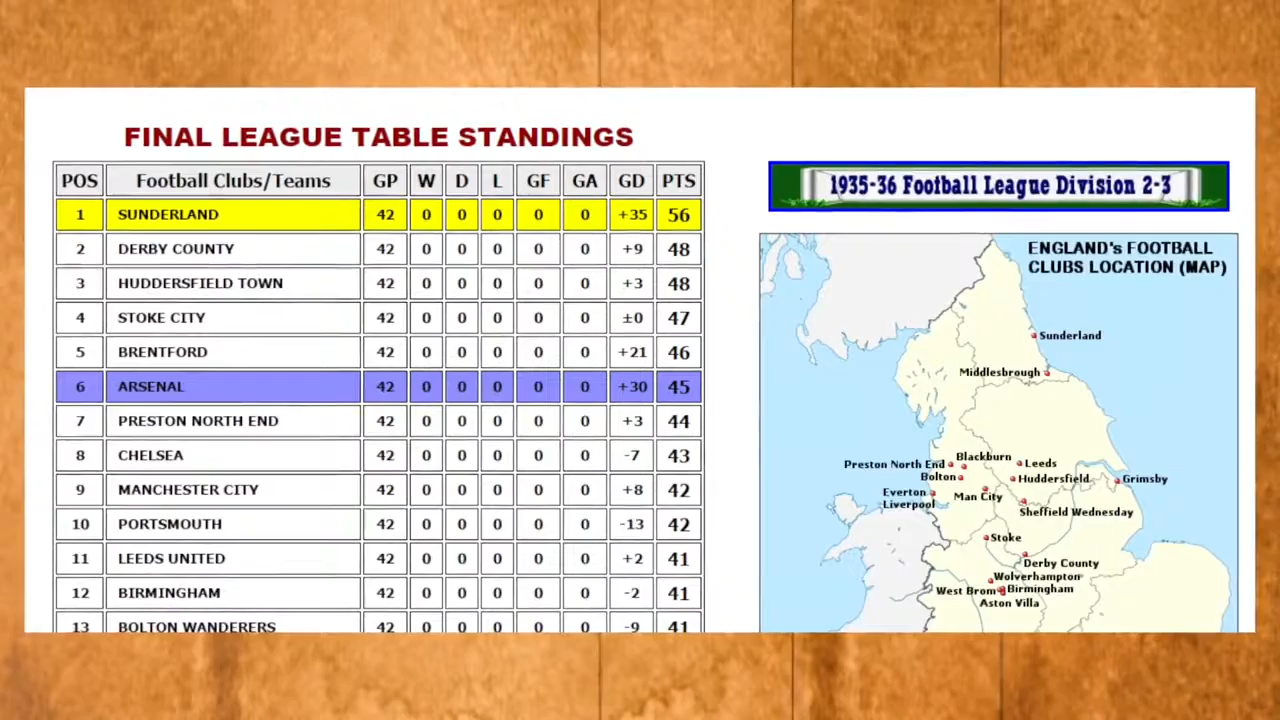 FINAL LEAGUE TABLE STANDINGS
POS Football Clubs/Teams GP W D L GF GA GD PTS
1 SUNDERLAND 42 0 0 0 0 0 +35 56
2 DERBY COUNTY 42 0 0 0 0 0 +9 48
3 HUDDERSFIELD TOWN 42 0 0 0 0 0 +3 48
4 STOKE CITY 42 0 0 0 0 0 ±0 47
5 BRENTFORD 42 0 0 0 0 0 +21 46
6 ARSENAL 42 0 0 0 0 0 +30 45
7 PRESTON NORTH END 42 0 0 0 0 0 +3 44
8 CHELSEA 42 0 0 0 0 0 -7 43
9 MANCHESTER CITY 42 0 0 0 0 0 +8 42
10 PORTSMOUTH 42 0 0 0 0 0 -13 42
11 LEEDS UNITED 42 0 0 0 0 0 +2 41
12 BIRMINGHAM 42 0 0 0 0 0 -2 41
13 BOLTON WANDERERS 42 0 0 0 0 0 -9 41
1935-36 Football League Division 2-3
ENGLAND's FOOTBALL
CLUBS LOCATION (MAP)
Sunderland
Middlesbrough
Blackburn
Preston North End
Leeds
Bolton
Huddersfield
Grimsby
Everton
Man City
Liverpool
Sheffield Wednesday
Stoke
Derby County
Wolverhampton
West Brom
Birmingham
Aston Villa